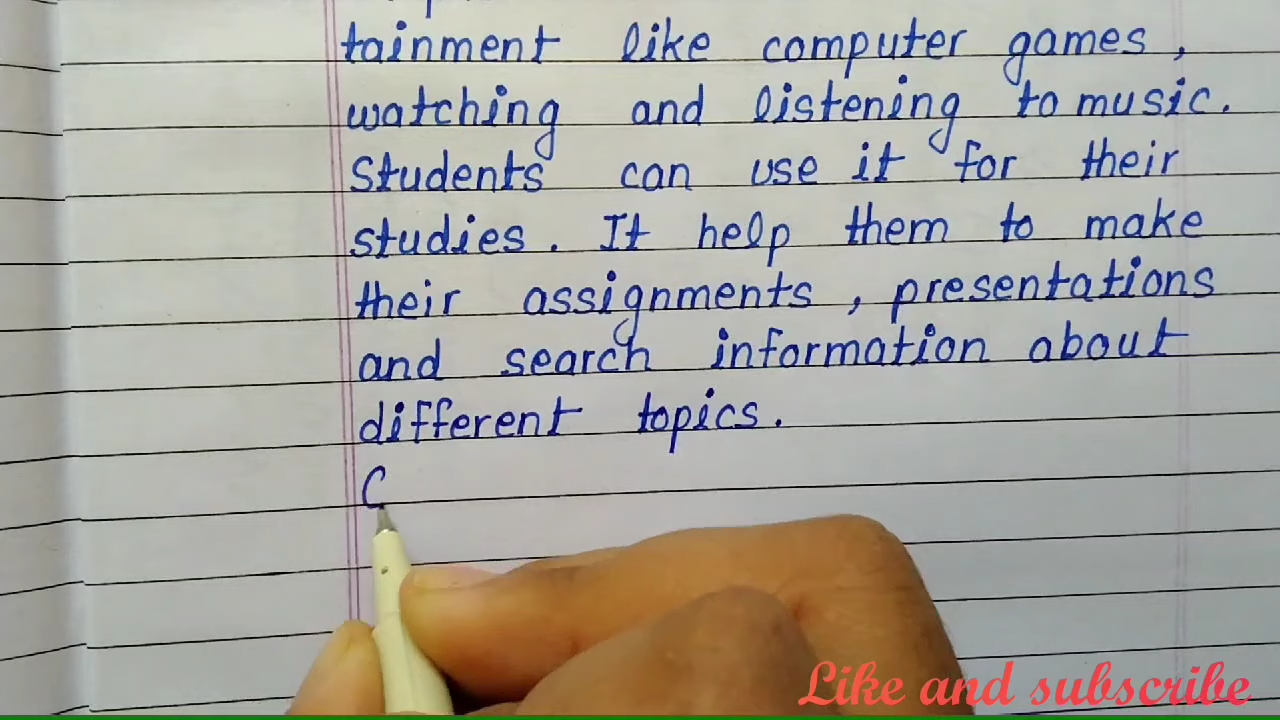 tainment like computer games,
watching and listening to music.
Students can use it for their
studies. It help them to make
their assignments, presentations
and search information about
different topics.
C
Like and subscribe